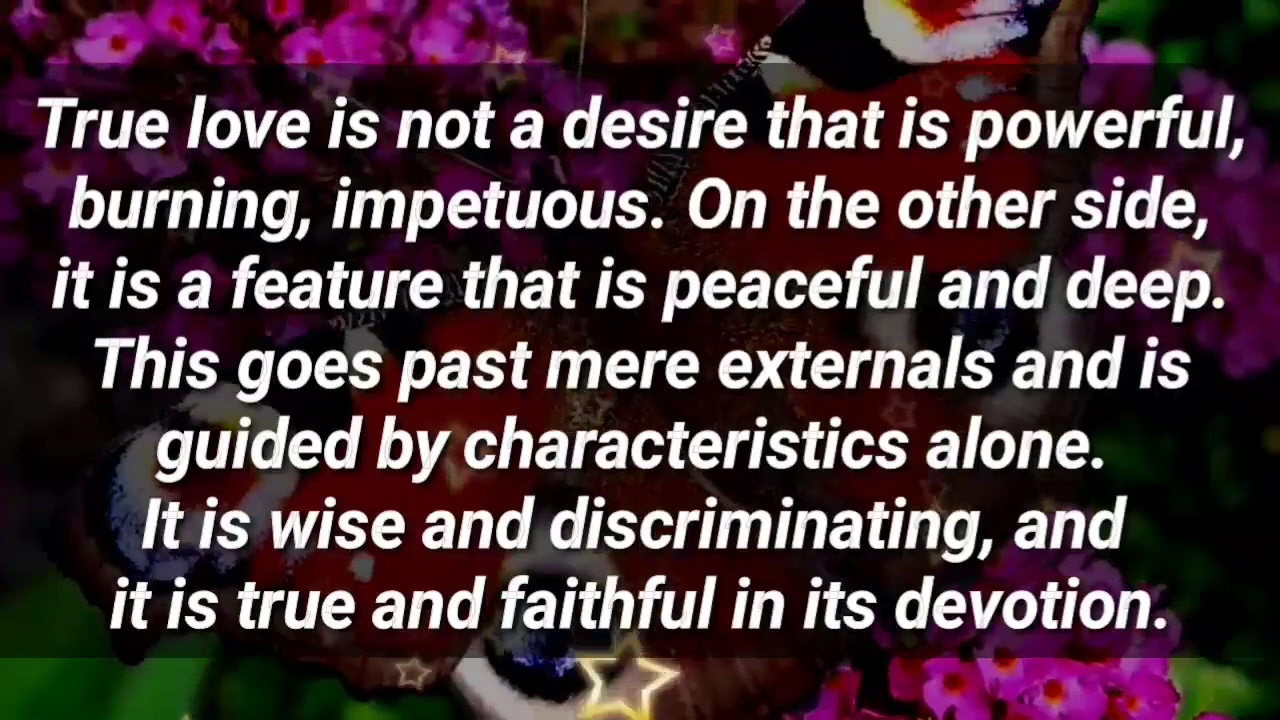 True love is not a desire that is powerful,
burning, impetuous. On the other side,
it is a feature that is peaceful and deep.
This goes past mere externals and is
guided by characteristics alone.
It is wise and discriminating, and
it is true and faithful in its devotion.